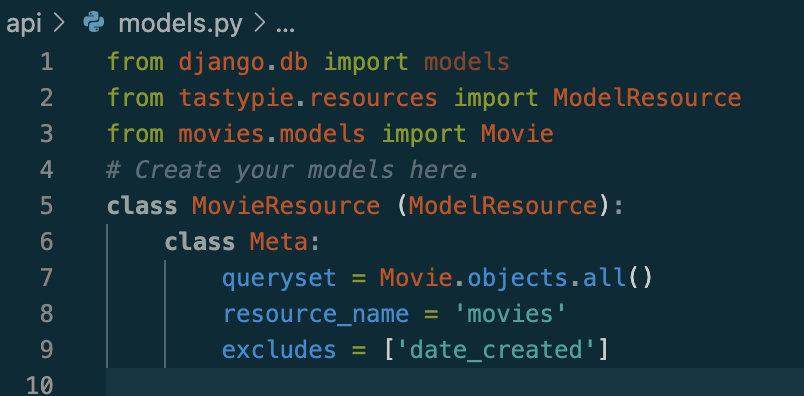 api > models.py > ...
1 from django.db import models
2 from tastypie.resources import ModelResource
3 from movies.models import Movie
4 # Create your models here.
5 class MovieResource (ModelResource):
6     class Meta:
7         queryset = Movie.objects.all()
8         resource_name = 'movies'
9         excludes = ['date_created']
10